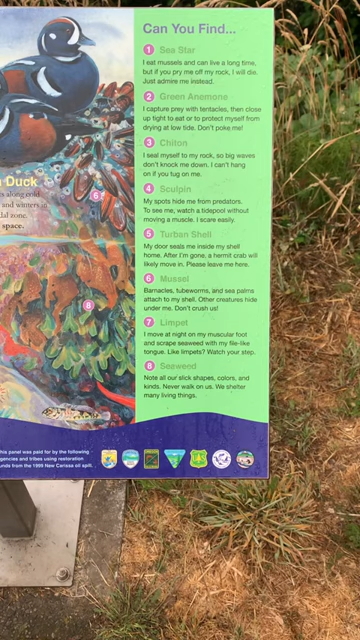 Can You Find...
1 Sea Star
I eat mussels and can live a long time,
but if you pry me off my rock, I will die.
Just admire me instead.
2 Green Anemone
I capture prey with tentacles, then close
up tight to eat or to protect myself from
drying at low tide. Don't poke me!
3 Chiton
I seal myself to my rock, so big waves
don't knock me down. I can't hang
on if you tug on me.
4 Sculpin
My spots hide me from predators.
To see me, watch a tidepool without
moving a muscle. I scare easily.
5 Turban Shell
My door seals me inside my shell
home. After I'm gone, a hermit crab will
likely move in. Please leave me here.
6 Mussel
Barnacles, tubeworms, and sea palms
attach to my shell. Other creatures hide
under me. Don't crush us!
7 Limpet
I move at night on my muscular foot
and scrape seaweed with my file-like
tongue. Like limpets? Watch your step.
8 Seaweed
Note all our slick shapes, colors, and
kinds. Never walk on us. We shelter
many living things.
Duck
along cold
and winters in
zone.
space.
6
8
this panel was paid for by the following
agencies and tribes using restoration
funds from the 1999 New Carissa oil spill.